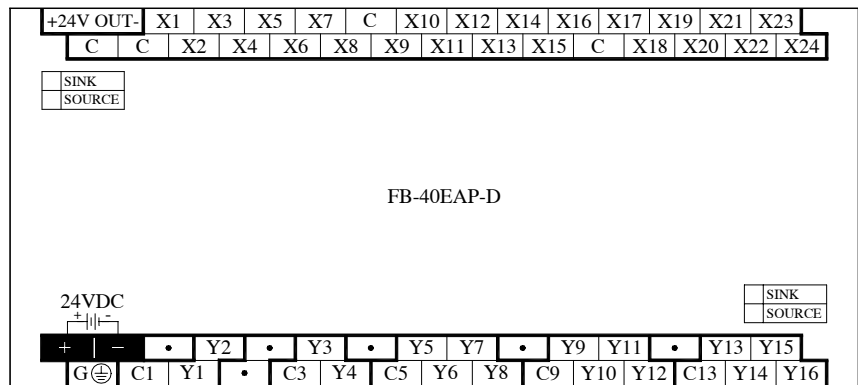 +24V OUT- X1 X3 X5 X7 C X10 X12 X14 X16 X17 X19 X21 X23
C C X2 X4 X6 X8 X9 X11 X13 X15 C X18 X20 X22 X24
SINK
SOURCE
FB-40EAP-D
24VDC
+ -
SINK
SOURCE
+ - • Y2 • Y3 • Y5 Y7 • Y9 Y11 • Y13 Y15
G C1 Y1 • C3 Y4 C5 Y6 Y8 C9 Y10 Y12 C13 Y14 Y16